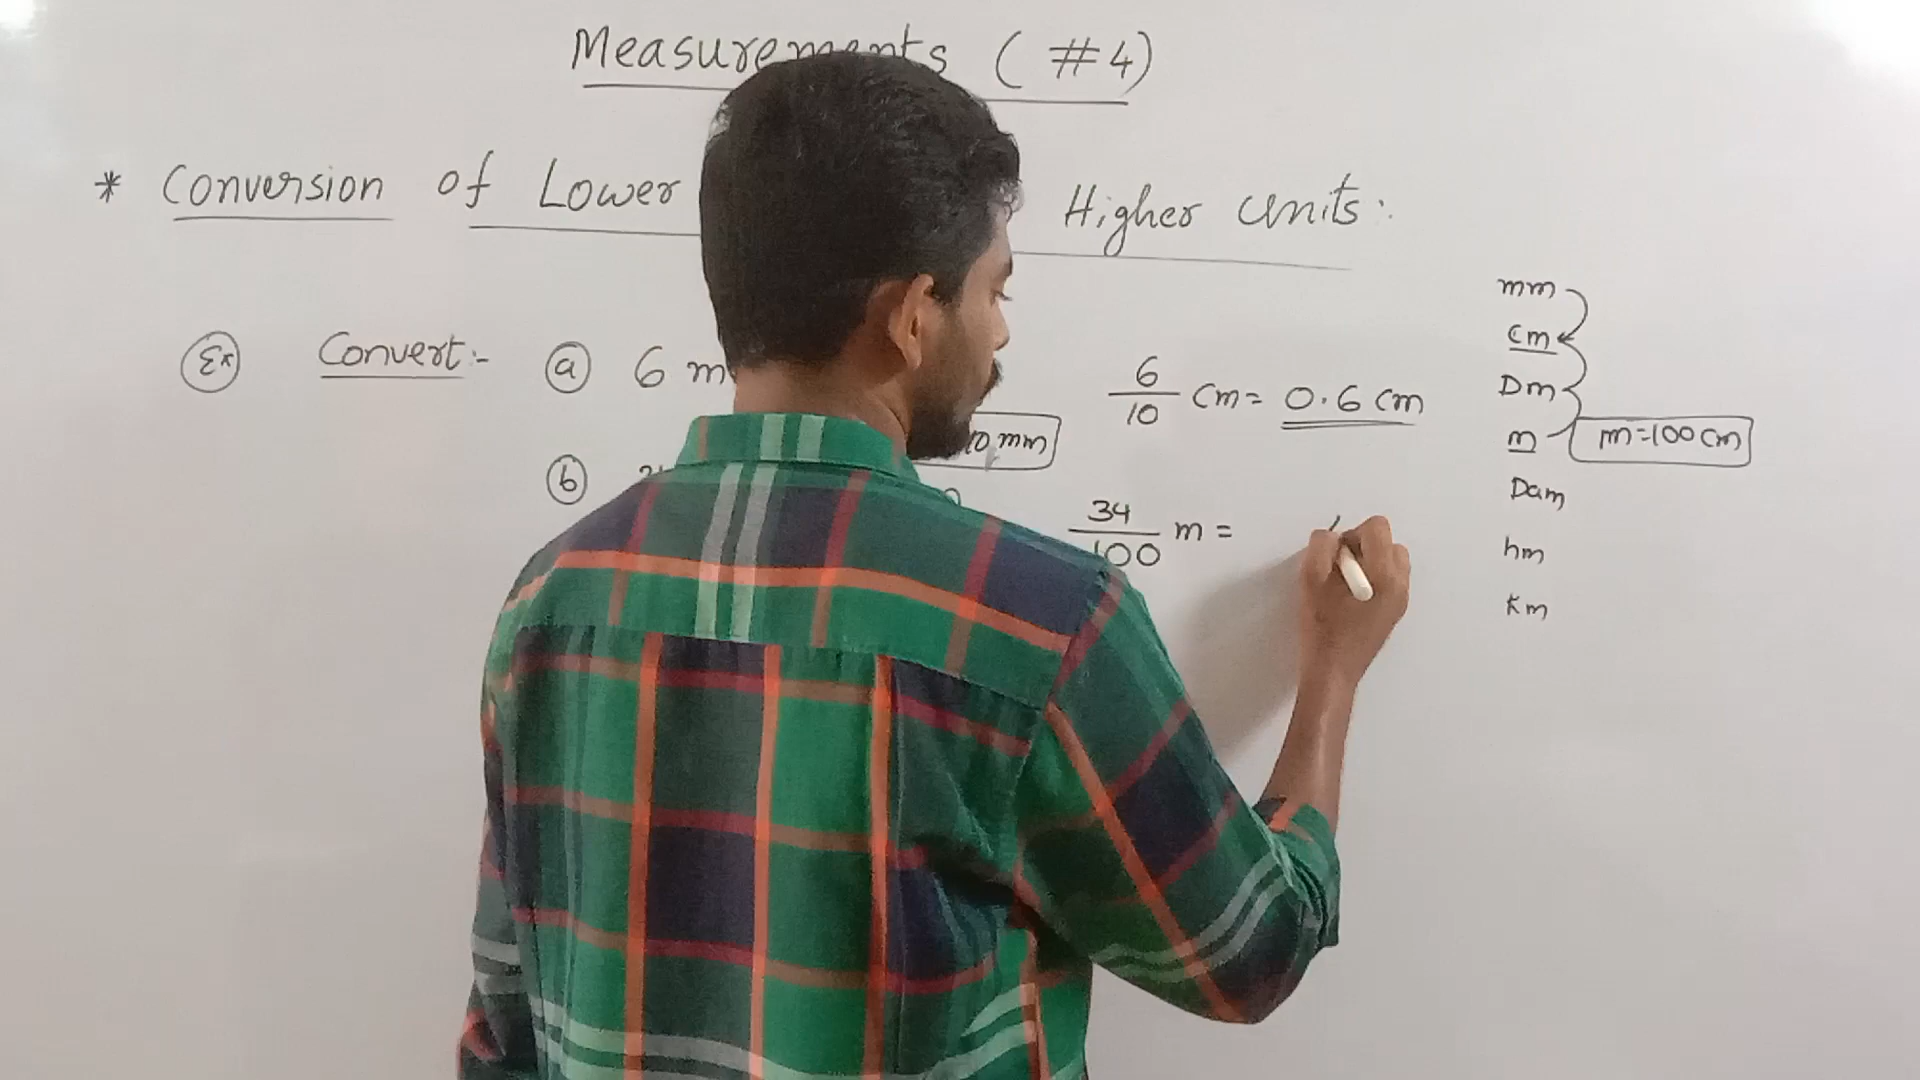 Measurements (#4)
* Conversion of Lower Higher Units:
Ex Convert:- a 6 m 6/10 cm = 0.6 cm
10 mm
b 34/100 m =
mm
cm
Dm
m m=100 cm
Dam
hm
km